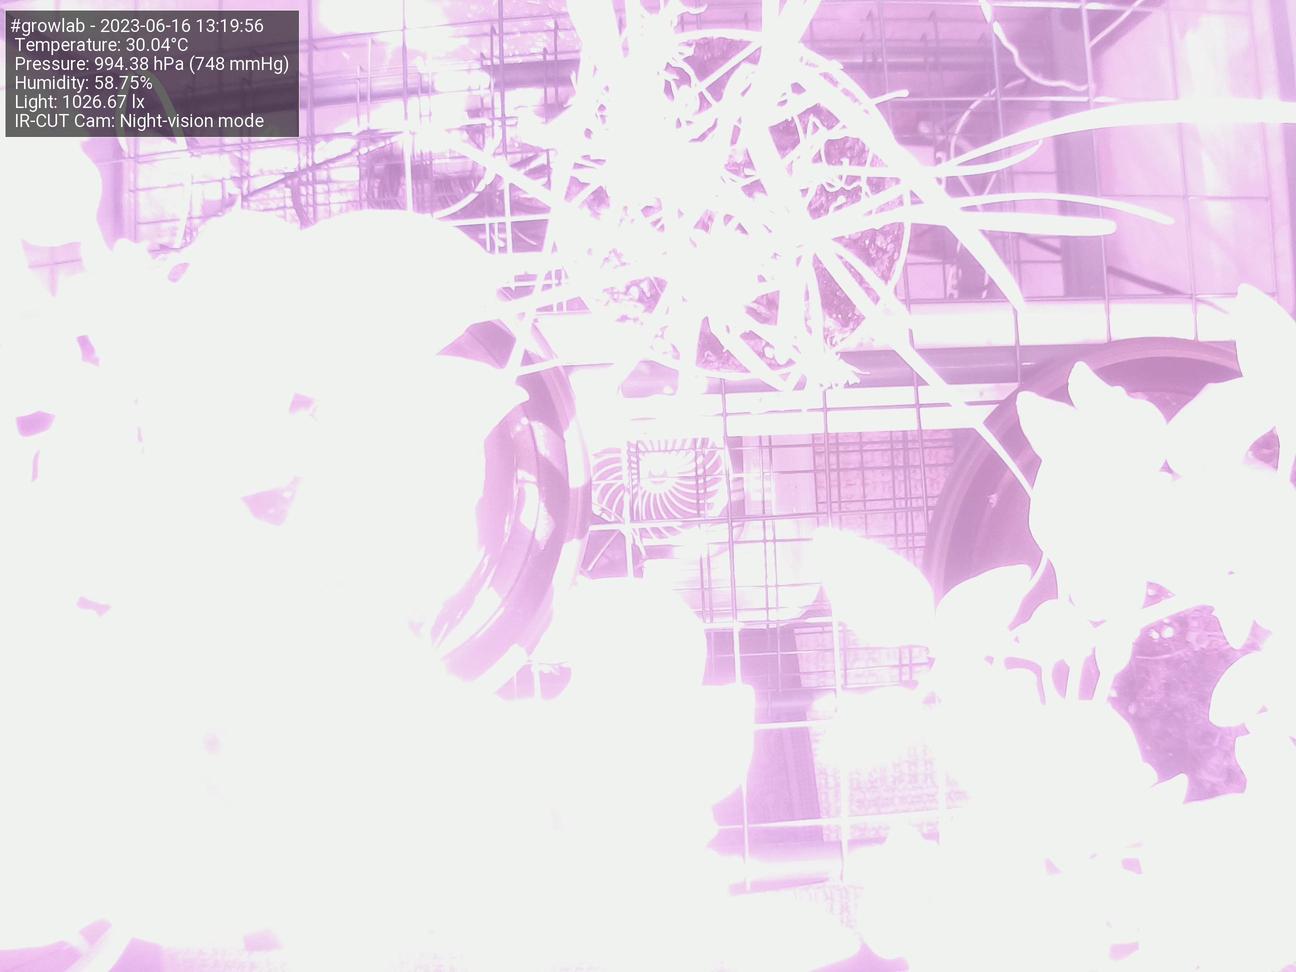 #growlab - 2023-06-16 13:19:56
Temperature: 30.04°C
Pressure: 994.38 hPa (748 mmHg)
Humidity: 58.75%
Light: 1026.67 lx
IR-CUT Cam: Night-vision mode